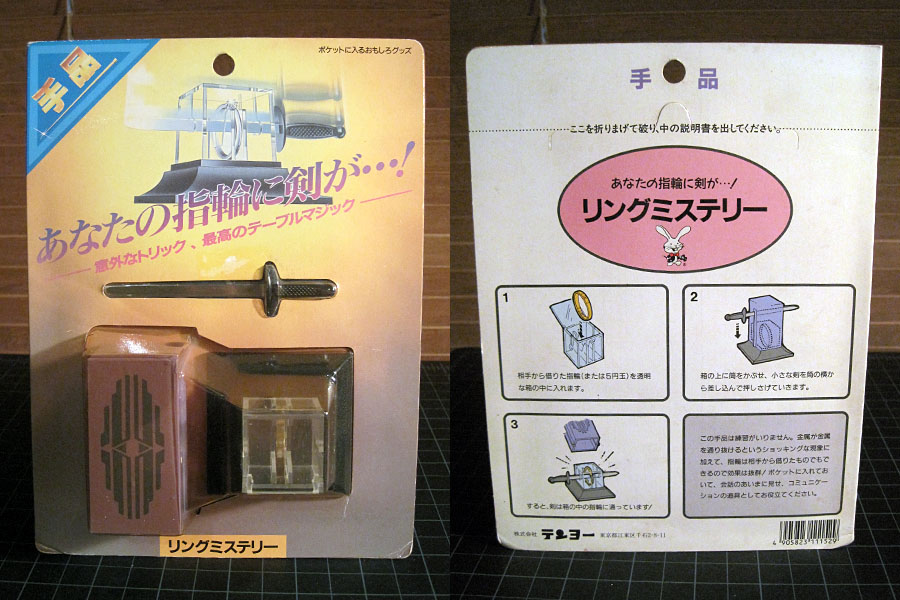 手品
ポケットに入るおもしろグッズ
あなたの指輪に剣が…!
意外なトリック、最高のテーブルマジック
リングミステリー
手 品
ここを折りまげて破り、中の説明書を出してください。
あなたの指輪に剣が…!
リングミステリー
1
相手から借りた指輪(または5円玉)を透明
な箱の中に入れます。
2
箱の上に筒をかぶせ、小さな剣を筒の横か
ら差し込んで押しさげていきます。
3
すると、剣は箱の中の指輪に通っています!
この手品は練習がいりません。金属が金属
を通り抜けるというショッキングな現象に
加えて、指輪は相手から借りたものでもで
きるので効果は抜群!ポケットに入れてお
いて、会話のあいまに見せ、コミュニケー
ションの道具としてお役立てください。
株式会社 テンヨー 東京都江東区千石2-8-11
4 905823 111529